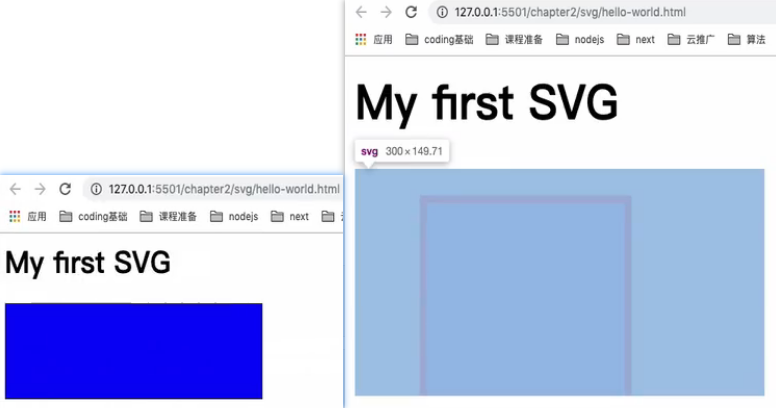 127.0.0.1:5501/chapter2/svg/hello-world.html
应用 coding基础 课程准备 nodejs next 云推广 算法
My first SVG
svg 300×149.71
127.0.0.1:5501/chapter2/svg/hello-world.html
应用 coding基础 课程准备 nodejs next
My first SVG